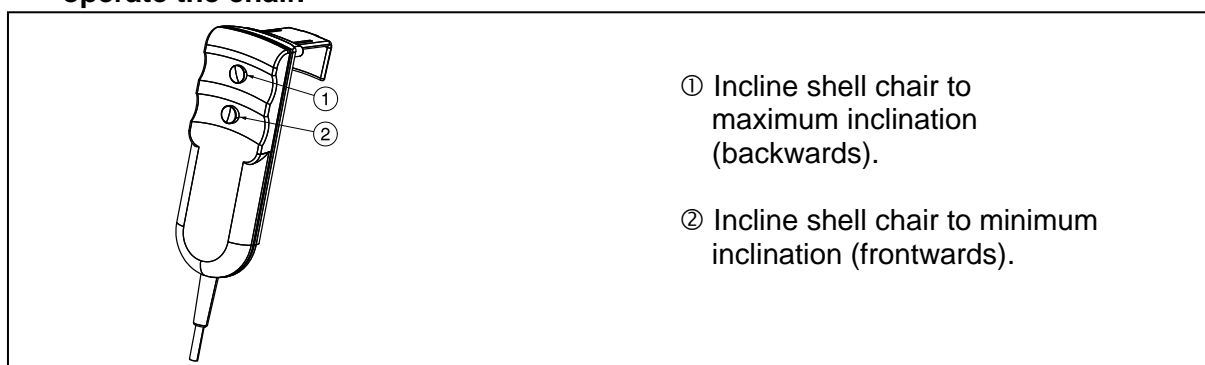 operate the chair.
①
②
① Incline shell chair to
maximum inclination
(backwards).
② Incline shell chair to minimum
inclination (frontwards).